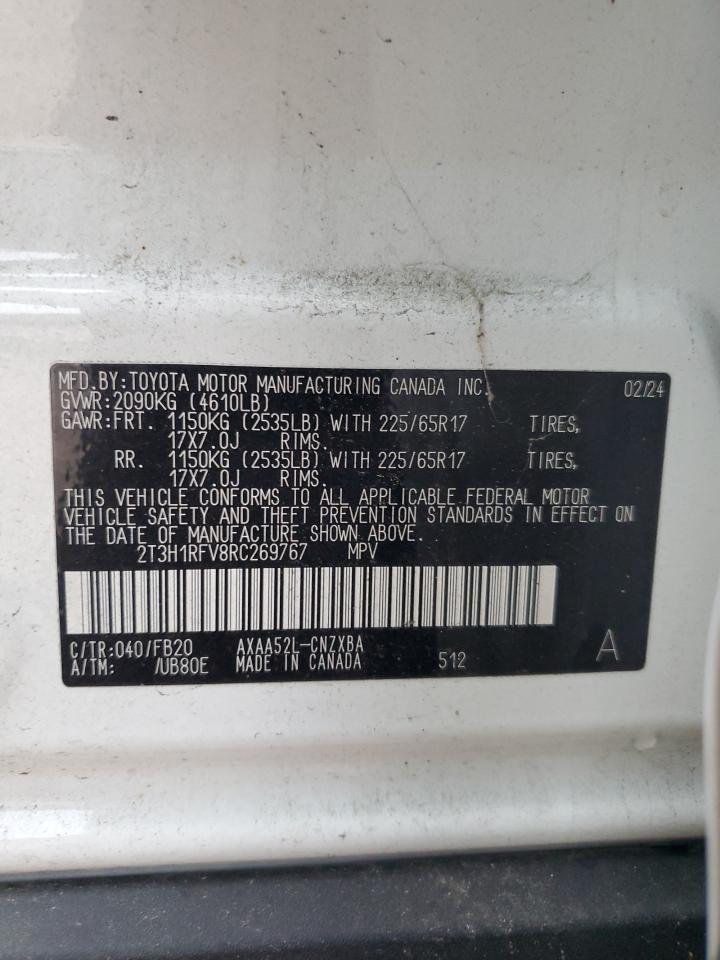 MFD.BY:TOYOTA MOTOR MANUFACTURING CANADA INC. 02/24
GVWR:2090KG (4610LB)
GAWR:FRT. 1150KG (2535LB) WITH 225/65R17 TIRES,
17X7.0J RIMS.
RR. 1150KG (2535LB) WITH 225/65R17 TIRES,
17X7.0J RIMS.
THIS VEHICLE CONFORMS TO ALL APPLICABLE FEDERAL MOTOR
VEHICLE SAFETY AND THEFT PREVENTION STANDARDS IN EFFECT ON
THE DATE OF MANUFACTURE SHOWN ABOVE.
2T3H1RFV8RC269767 MPV
C/TR:040/FB20 AXAA52L-CNZXBA
A/TM: /UB80E MADE IN CANADA 512 A